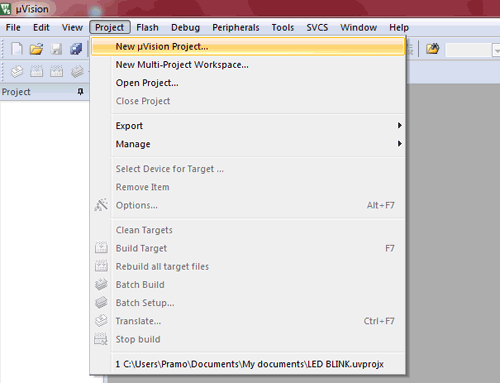 µVision
File Edit View Project Flash Debug Peripherals Tools SVCS Window Help
Project
New µVision Project...
New Multi-Project Workspace...
Open Project...
Close Project
Export
Manage
Select Device for Target ...
Remove Item
Options... Alt+F7
Clean Targets
Build Target F7
Rebuild all target files
Batch Build
Batch Setup...
Translate... Ctrl+F7
Stop build
1 C:\Users\Pramo\Documents\My documents\LED BLINK.uvprojx